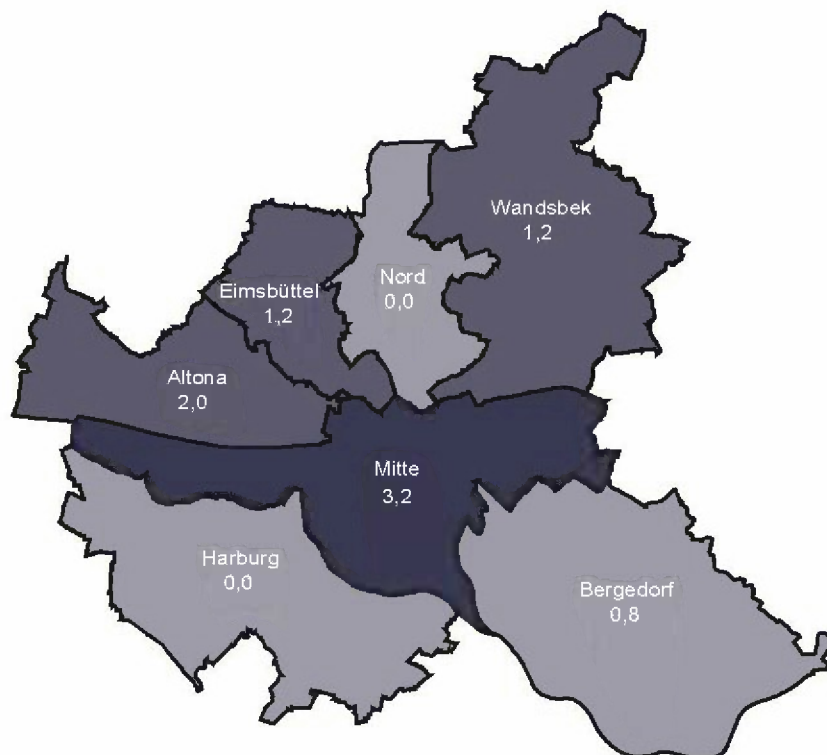 Wandsbek
1,2
Nord
0,0
Eimsbüttel
1,2
Altona
2,0
Mitte
3,2
Harburg
0,0
Bergedorf
0,8